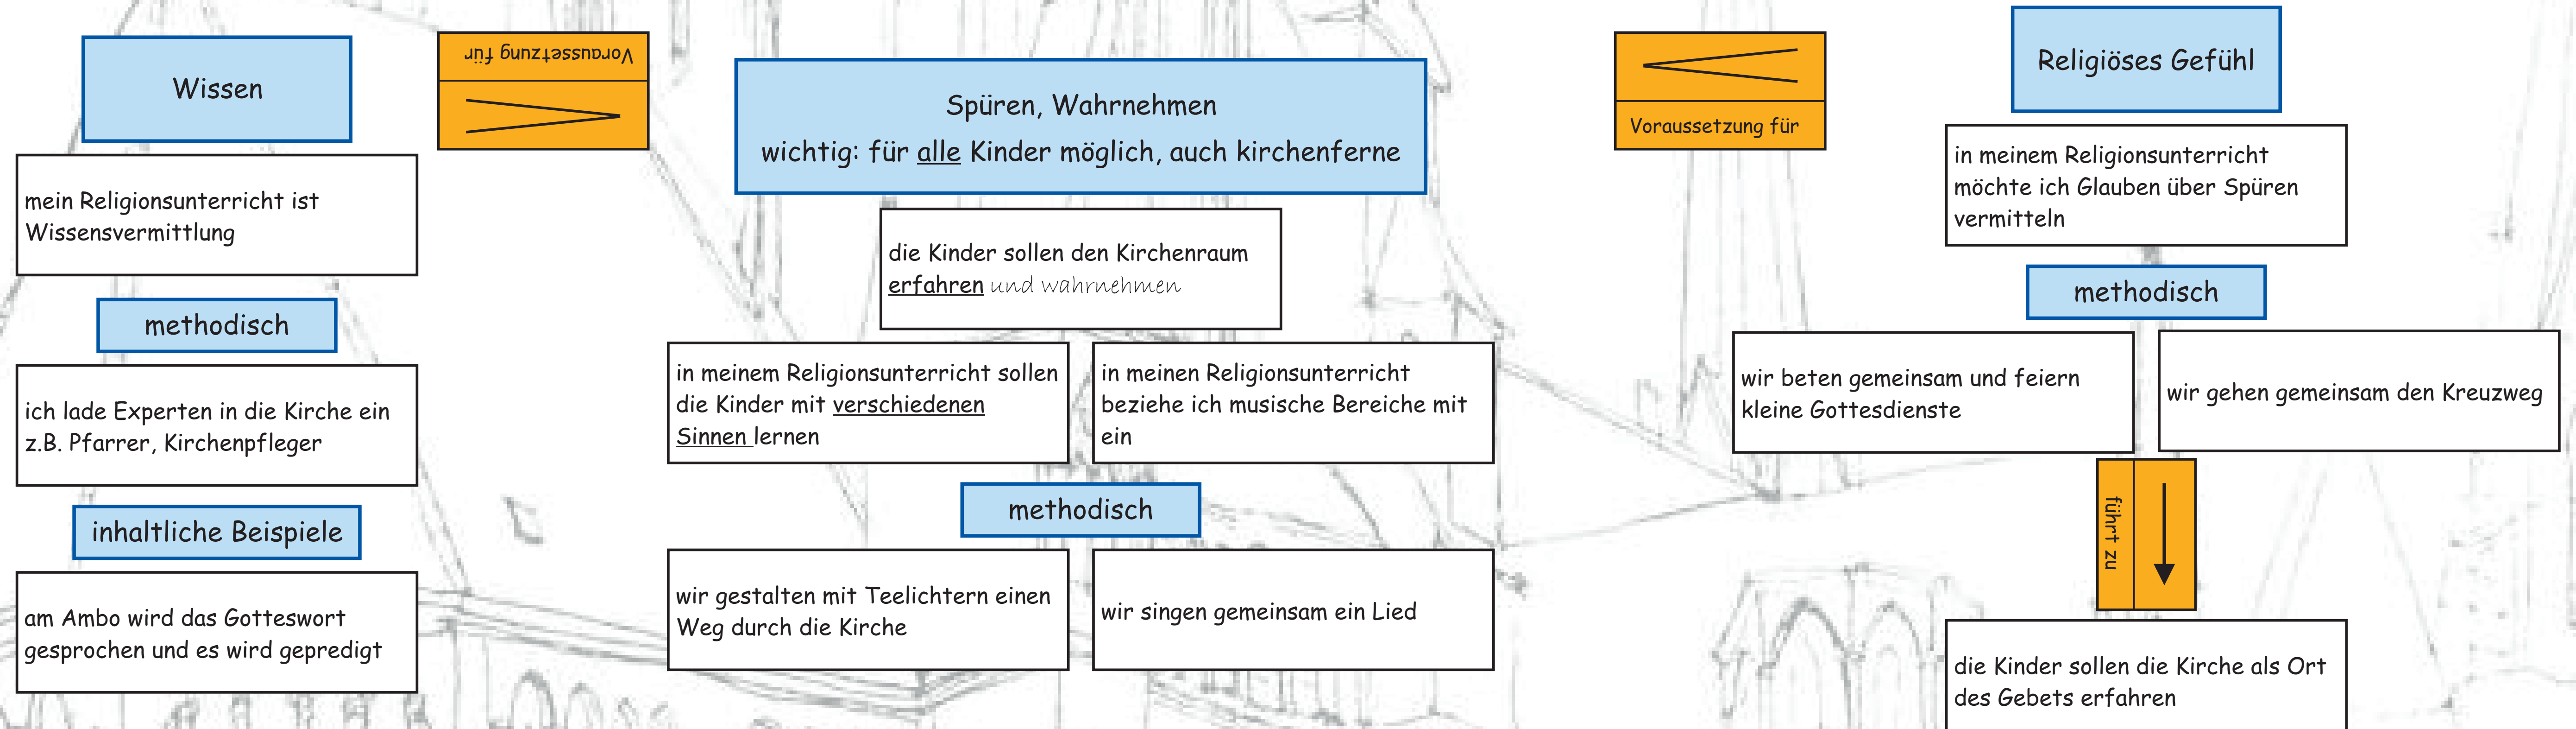 Wissen
mein Religionsunterricht ist
Wissensvermittlung
methodisch
ich lade Experten in die Kirche ein
z.B. Pfarrer, Kirchenpfleger
inhaltliche Beispiele
am Ambo wird das Gotteswort
gesprochen und es wird gepredigt
Voraussetzung für
Spüren, Wahrnehmen
wichtig: für alle Kinder möglich, auch kirchenferne
die Kinder sollen den Kirchenraum
erfahren und wahrnehmen
in meinem Religionsunterricht sollen
die Kinder mit verschiedenen
Sinnen lernen
in meinen Religionsunterricht
beziehe ich musische Bereiche mit
ein
methodisch
wir gestalten mit Teelichtern einen
Weg durch die Kirche
wir singen gemeinsam ein Lied
Voraussetzung für
Religiöses Gefühl
in meinem Religionsunterricht
möchte ich Glauben über Spüren
vermitteln
methodisch
wir beten gemeinsam und feiern
kleine Gottesdienste
wir gehen gemeinsam den Kreuzweg
führt zu
die Kinder sollen die Kirche als Ort
des Gebets erfahren